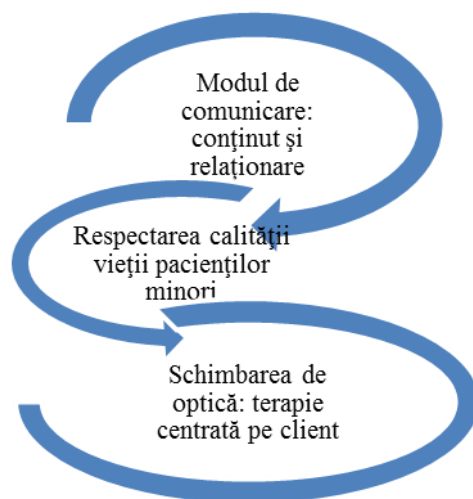 Modul de
comunicare:
conţinut şi
relaţionare
Respectarea calităţii
vieţii pacienţilor
minori
Schimbarea de
optică: terapie
centrată pe client